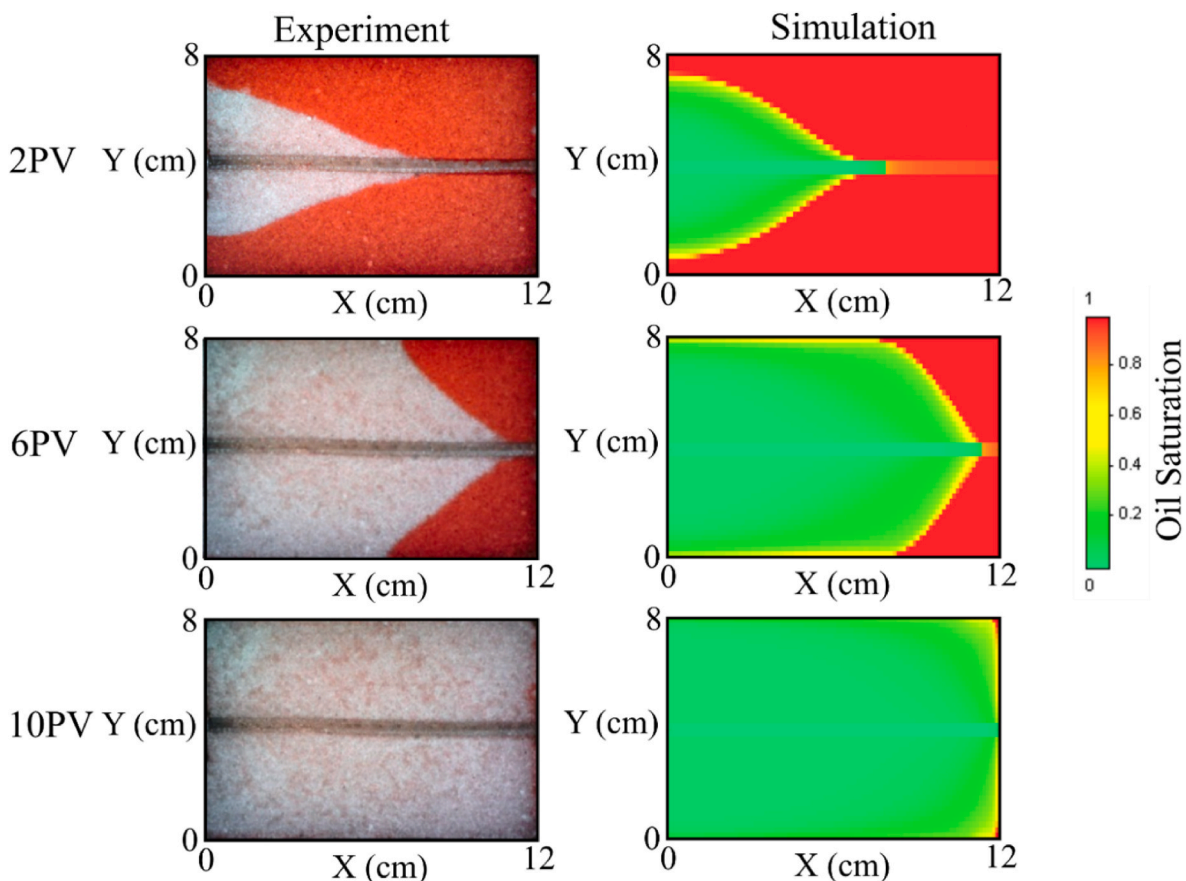 Experiment
Simulation
8
2PV Y (cm)
0
0 X (cm) 12
8
Y (cm)
0
0 X (cm) 12
8
6PV Y (cm)
0
0 X (cm) 12
8
Y (cm)
0
0 X (cm) 12
8
10PV Y (cm)
0
0 X (cm) 12
8
Y (cm)
0
0 X (cm) 12
1
0.8
0.6
0.4
0.2
0
Oil Saturation